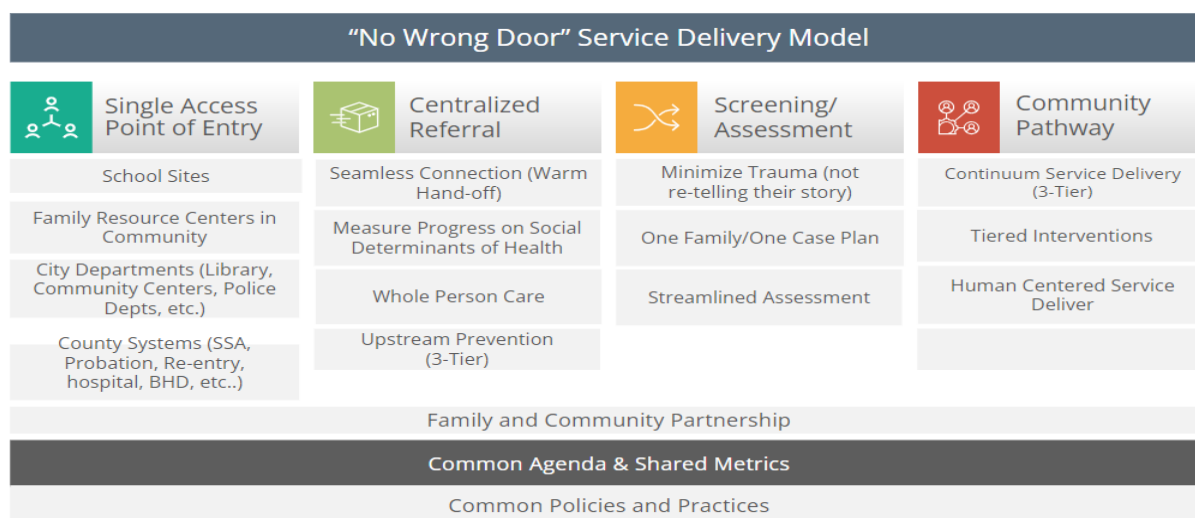 “No Wrong Door” Service Delivery Model
Single Access
Point of Entry
School Sites
Family Resource Centers in
Community
City Departments (Library,
Community Centers, Police
Depts, etc.)
County Systems (SSA,
Probation, Re-entry,
hospital, BHD, etc..)
Centralized
Referral
Seamless Connection (Warm
Hand-off)
Measure Progress on Social
Determinants of Health
Whole Person Care
Upstream Prevention
(3-Tier)
Screening/
Assessment
Minimize Trauma (not
re-telling their story)
One Family/One Case Plan
Streamlined Assessment
Community
Pathway
Continuum Service Delivery
(3-Tier)
Tiered Interventions
Human Centered Service
Deliver
Family and Community Partnership
Common Agenda & Shared Metrics
Common Policies and Practices